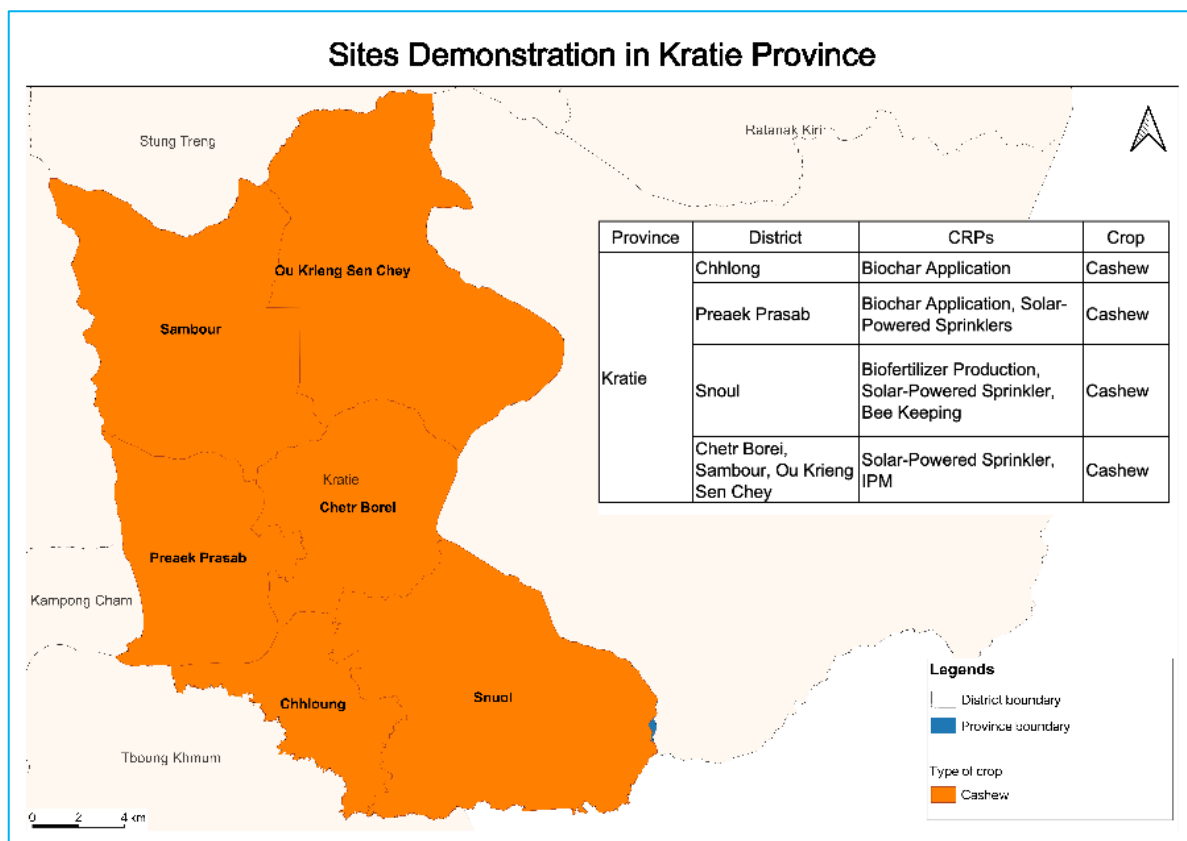 Sites Demonstration in Kratie Province
Stung Treng
Ratanak Kiri
Ou Krieng Sen Chey
Sambour
Kratie
Chetr Borel
Preaek Prasab
Kampong Cham
Chhloung
Snuol
Tboung Khmum
0 2 4 km
Province District CRPs Crop
Kratie
Chhlong Biochar Application Cashew
Preaek Prasab Biochar Application, Solar-
Powered Sprinklers Cashew
Snoul Biofertilizer Production,
Solar-Powered Sprinkler,
Bee Keeping Cashew
Chetr Borei,
Sambour, Ou Krieng
Sen Chey Solar-Powered Sprinkler,
IPM Cashew
Legends
District boundary
Province boundary
Type of crop
Cashew